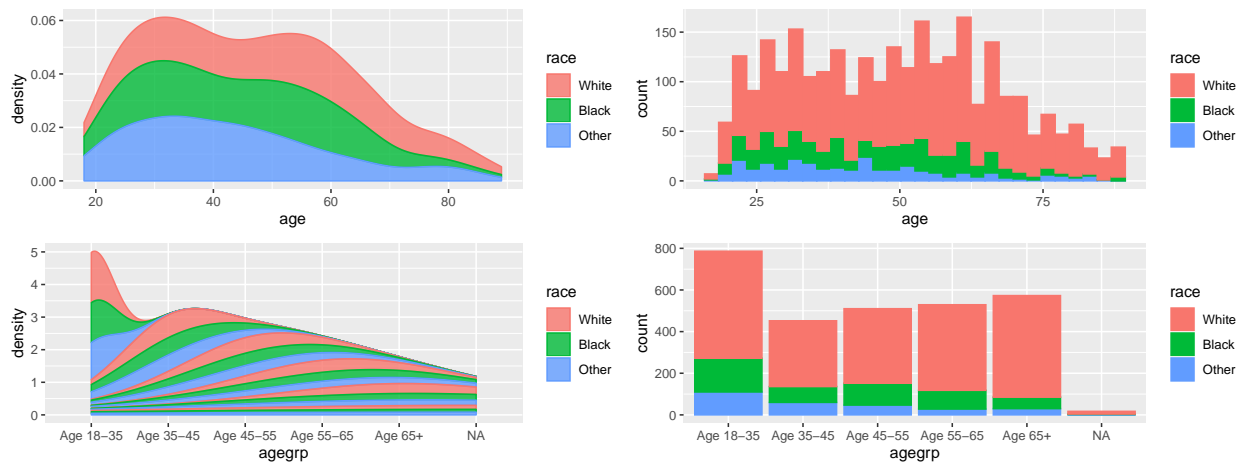 density
0.06
0.04
0.02
0.00
20
40
60
80
age
race
White
Black
Other
count
150
100
50
0
25
50
75
age
race
White
Black
Other
density
5
4
3
2
1
0
Age 18–35
Age 35–45
Age 45–55
Age 55–65
Age 65+
NA
agegrp
race
White
Black
Other
count
800
600
400
200
0
Age 18–35
Age 35–45
Age 45–55
Age 55–65
Age 65+
NA
agegrp
race
White
Black
Other